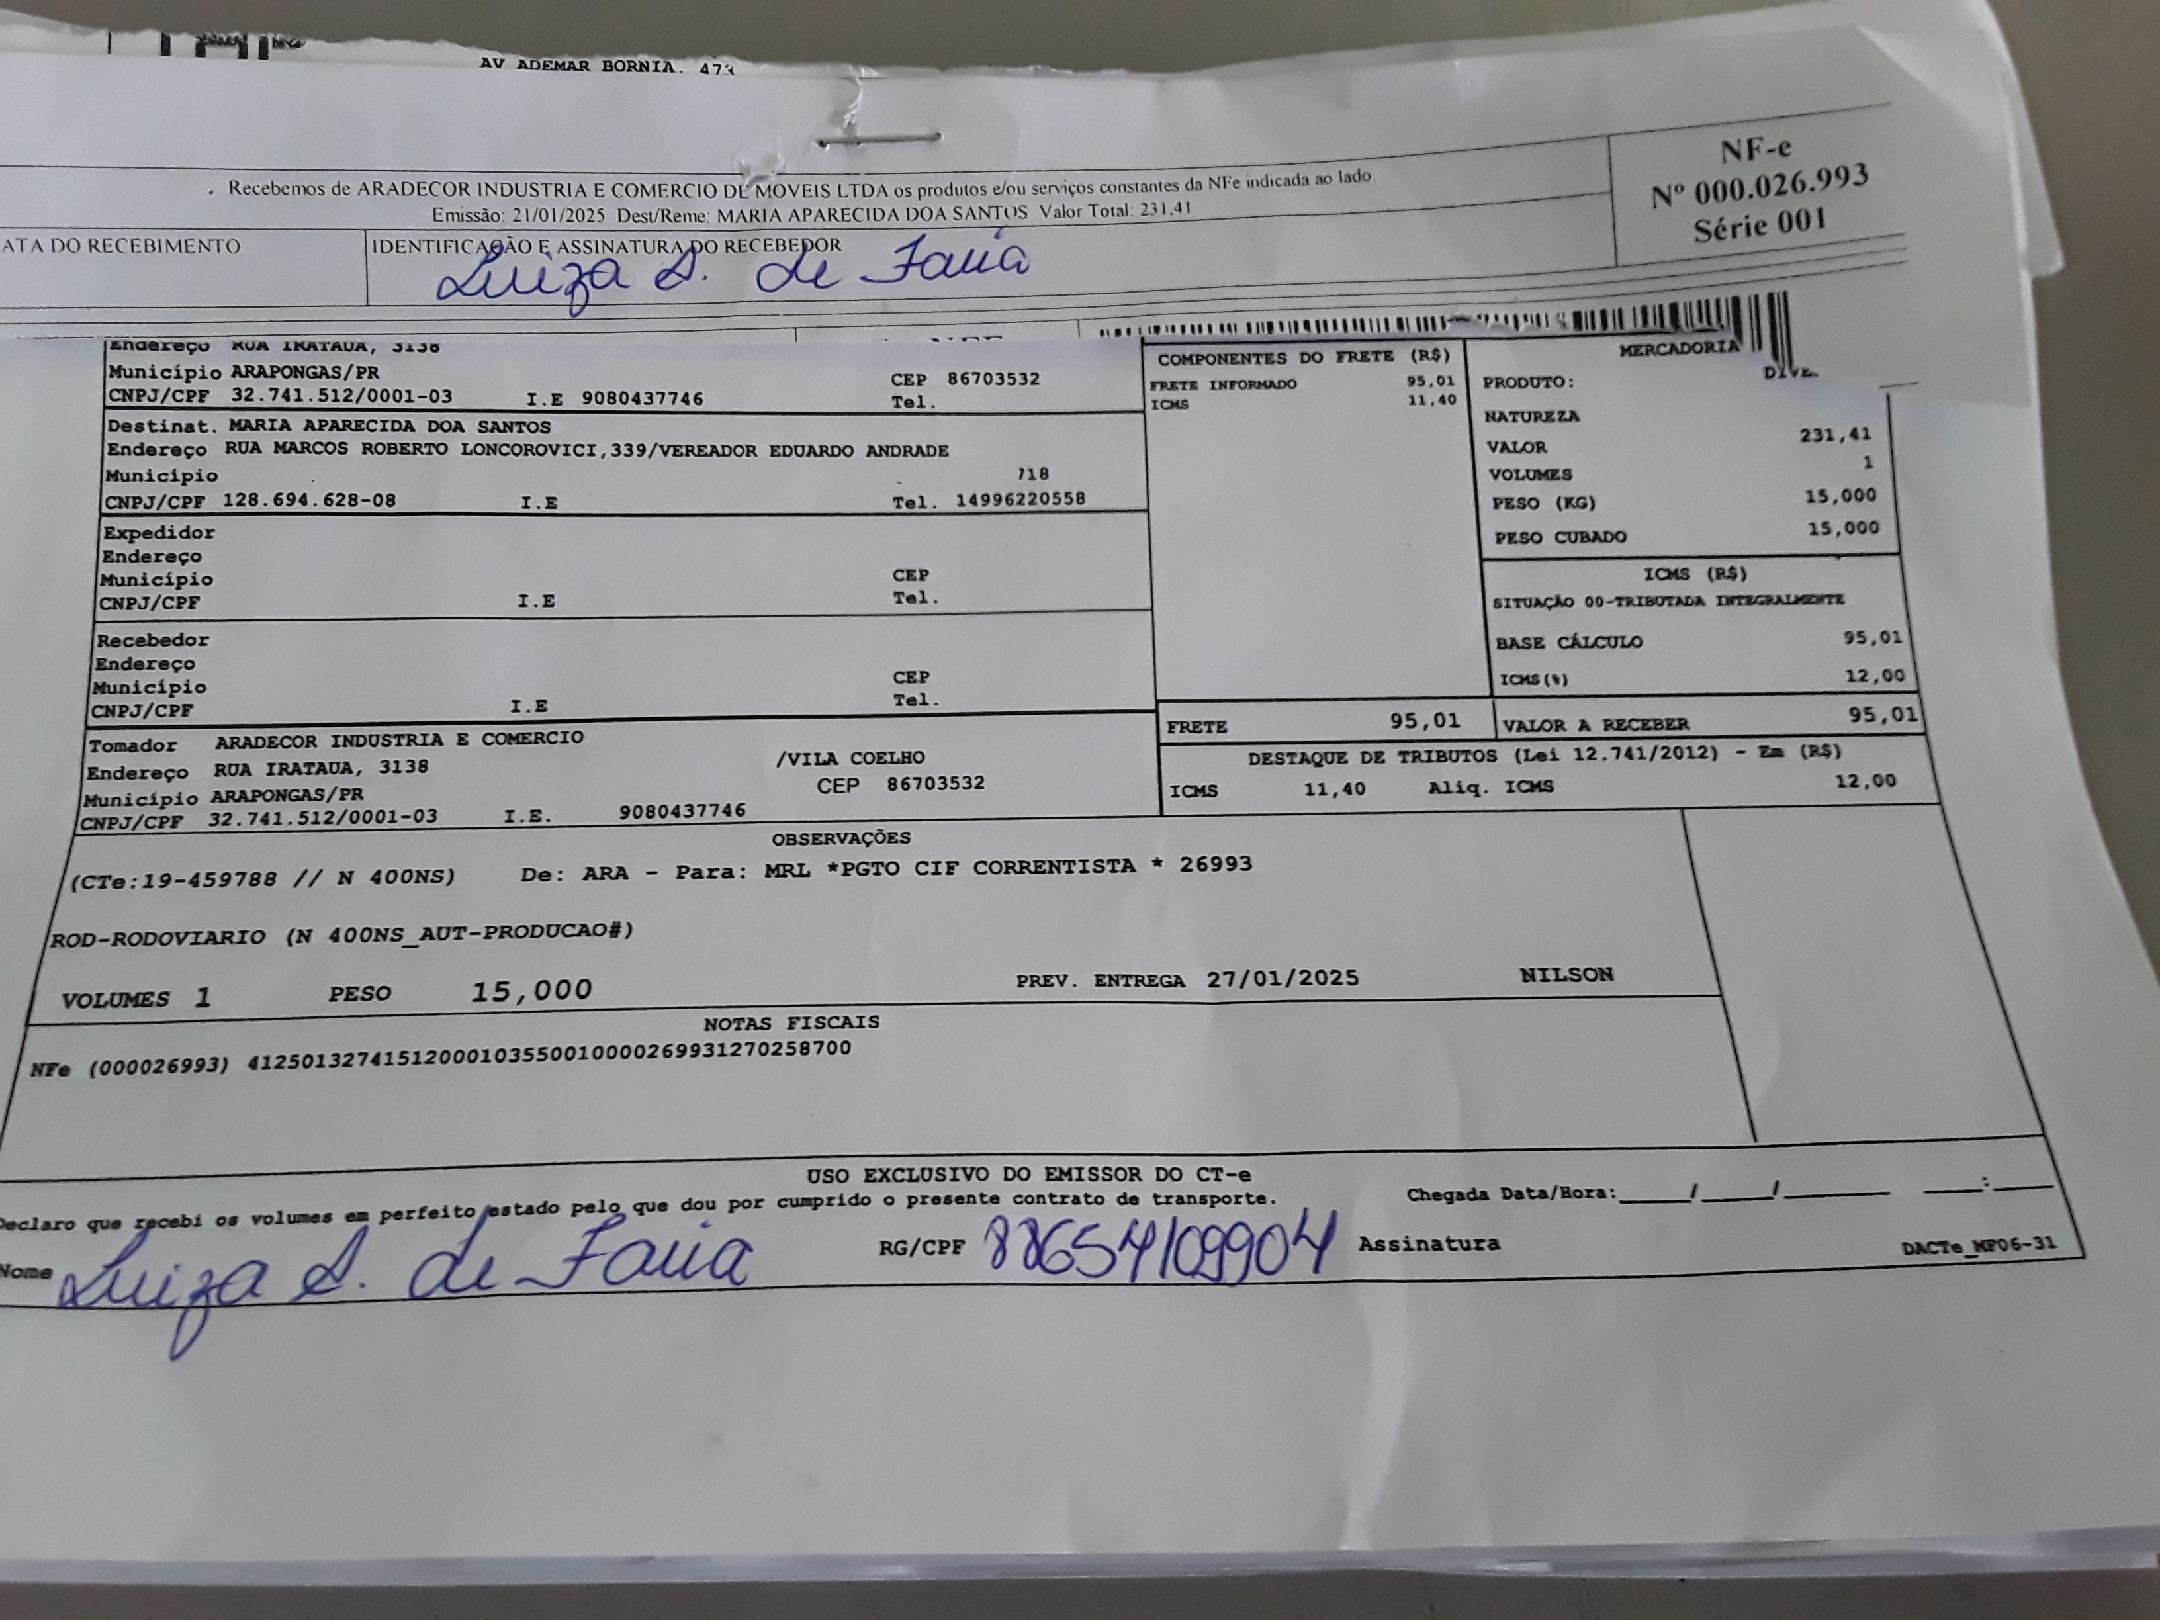 AV ADEMAR BORNIA. 473
. Recebemos de ARADECOR INDUSTRIA E COMERCIO DE MOVEIS LTDA os produtos e/ou serviços constantes da NFe indicada ao lado.
Emissão: 21/01/2025 Dest/Reme: MARIA APARECIDA DOA SANTOS Valor Total: 231,41
NF-e
Nº 000.026.993
Série 001
ATA DO RECEBIMENTO
IDENTIFICAÇÃO E ASSINATURA DO RECEBEDOR
Luiza S. de Faria
Endereço RUA IRATAUA, 3138
Município ARAPONGAS/PR CEP 86703532
CNPJ/CPF 32.741.512/0001-03 I.E 9080437746 Tel.
Destinat. MARIA APARECIDA DOA SANTOS
Endereço RUA MARCOS ROBERTO LONCOROVICI,339/VEREADOR EDUARDO ANDRADE
Município 718
CNPJ/CPF 128.694.628-08 I.E Tel. 14996220558
Expedidor
Endereço
Município CEP
CNPJ/CPF I.E Tel.
Recebedor
Endereço
Município CEP
CNPJ/CPF I.E Tel.
Tomador ARADECOR INDUSTRIA E COMERCIO
Endereço RUA IRATAUA, 3138 /VILA COELHO
Município ARAPONGAS/PR CEP 86703532
CNPJ/CPF 32.741.512/0001-03 I.E. 9080437746
COMPONENTES DO FRETE (R$)
FRETE INFORMADO 95,01
ICMS 11,40
MERCADORIA
PRODUTO:
NATUREZA
VALOR 231,41
VOLUMES 1
PESO (KG) 15,000
PESO CUBADO 15,000
ICMS (R$)
SITUAÇÃO 00-TRIBUTADA INTEGRALMENTE
BASE CÁLCULO 95,01
ICMS(%) 12,00
FRETE 95,01 VALOR A RECEBER 95,01
DESTAQUE DE TRIBUTOS (Lei 12.741/2012) - Em (R$)
ICMS 11,40 Aliq. ICMS 12,00
OBSERVAÇÕES
(CTe:19-459788 // N 400NS) De: ARA - Para: MRL *PGTO CIF CORRENTISTA * 26993
ROD-RODOVIARIO (N 400NS_AUT-PRODUCAO#)
VOLUMES 1 PESO 15,000 PREV. ENTREGA 27/01/2025 NILSON
NOTAS FISCAIS
NFe (000026993) 41250132741512000103550010000269931270258700
USO EXCLUSIVO DO EMISSOR DO CT-e
Declaro que recebi os volumes em perfeito estado pelo que dou por cumprido o presente contrato de transporte. Chegada Data/Hora:____/____/______ ___:___
Nome Luiza S. de Faria RG/CPF 88654109904 Assinatura DACTe_MF06-31